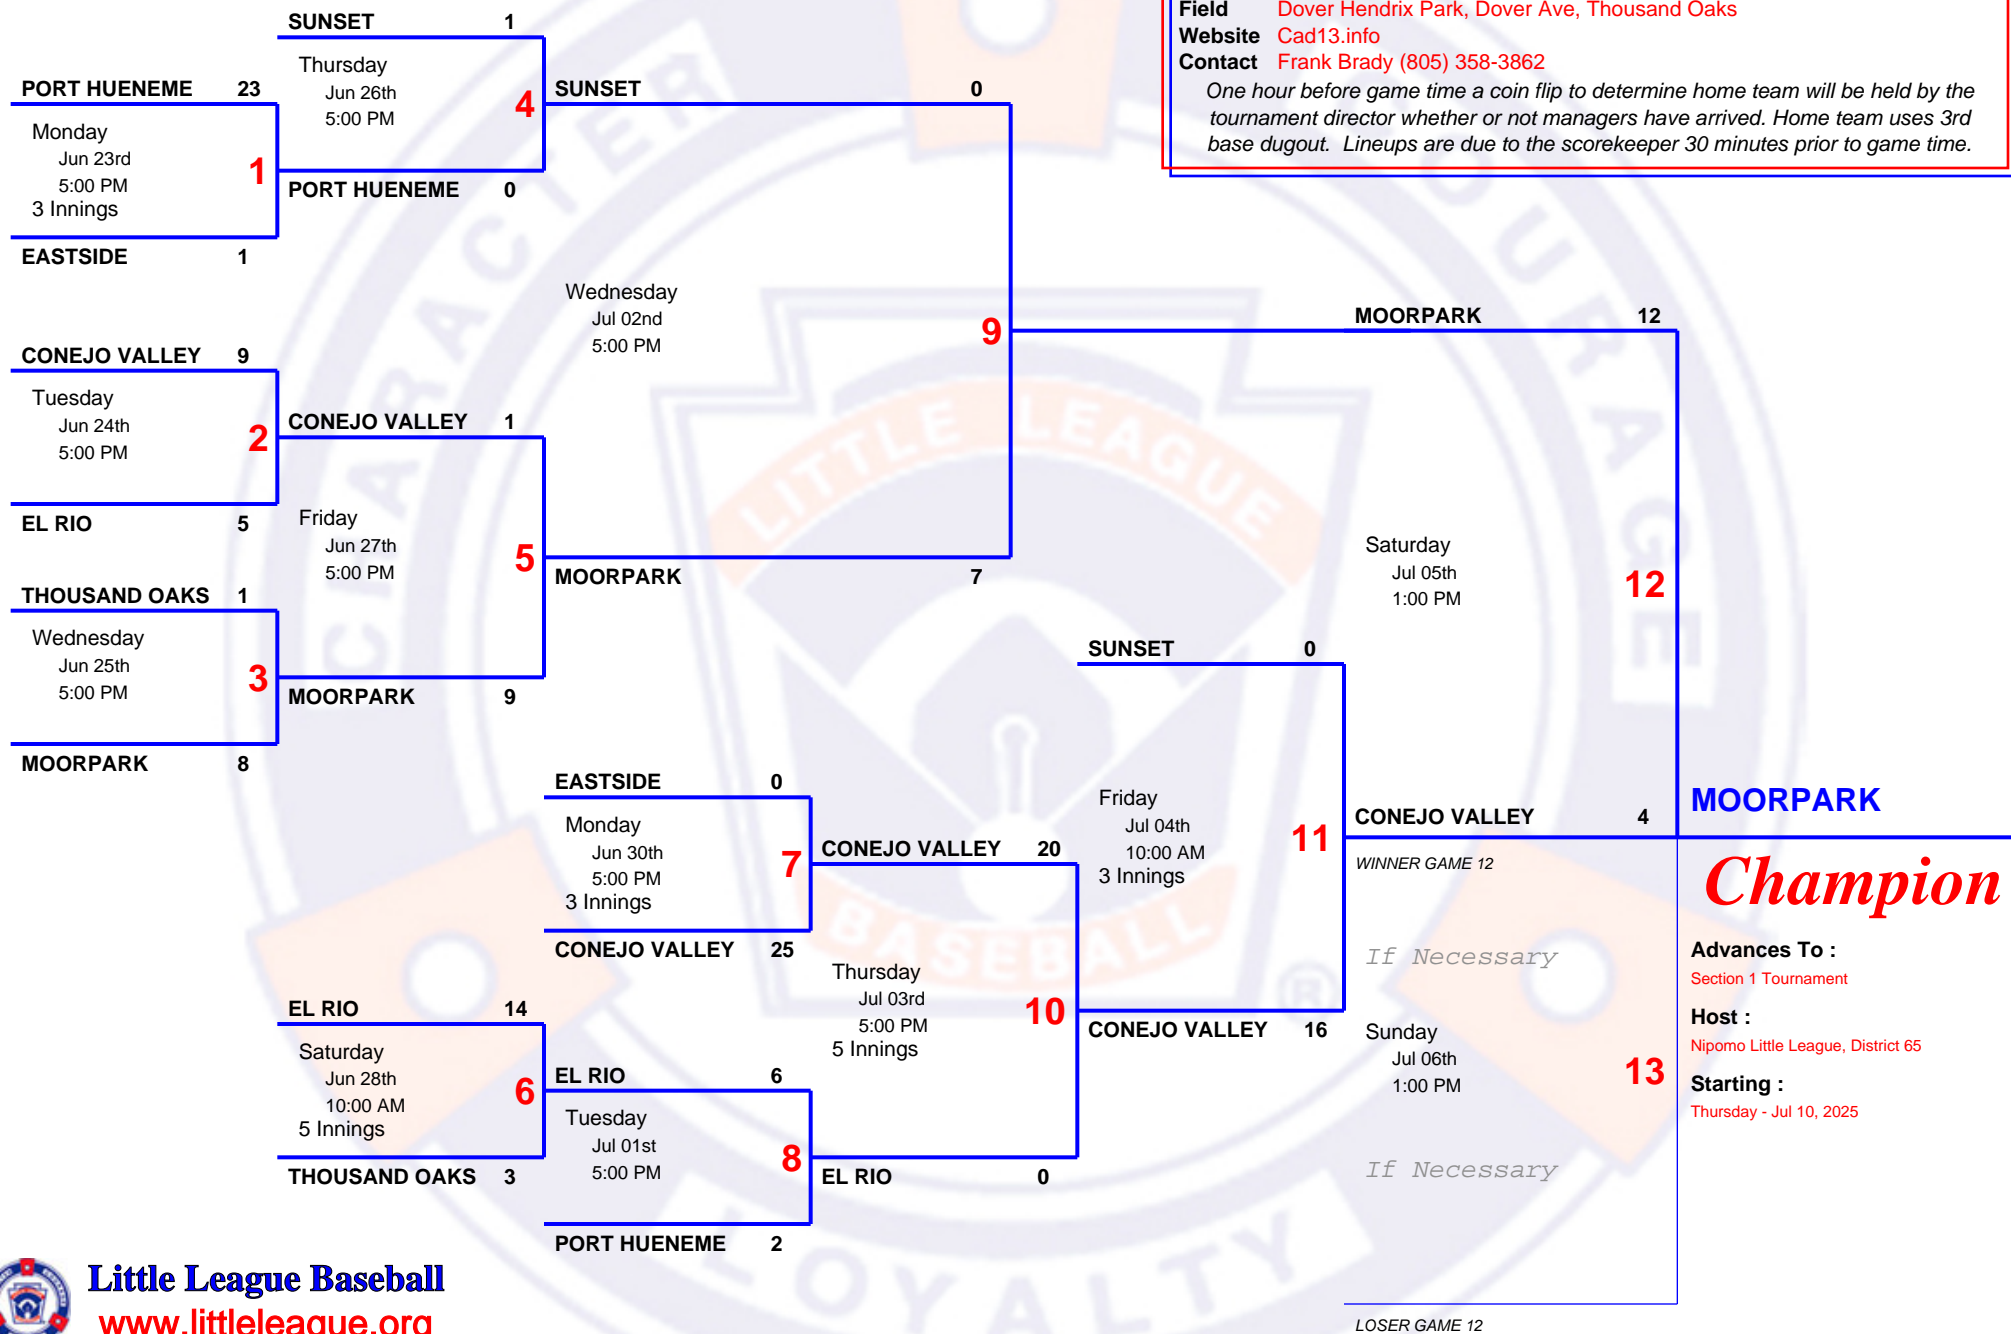 Field Dover Hendrix Park, Dover Ave, Thousand Oaks
Website Cad13.info
Contact Frank Brady (805) 358-3862
One hour before game time a coin flip to determine home team will be held by the
tournament director whether or not managers have arrived. Home team uses 3rd
base dugout. Lineups are due to the scorekeeper 30 minutes prior to game time.
PORT HUENEME 23
Monday
Jun 23rd
5:00 PM
3 Innings
1
EASTSIDE 1
CONEJO VALLEY 9
Tuesday
Jun 24th
5:00 PM
2
EL RIO 5
THOUSAND OAKS 1
Wednesday
Jun 25th
5:00 PM
3
MOORPARK 8
SUNSET 1
Thursday
Jun 26th
5:00 PM
4
PORT HUENEME 0
CONEJO VALLEY 1
Friday
Jun 27th
5:00 PM
5
MOORPARK 9
EL RIO 14
Saturday
Jun 28th
10:00 AM
5 Innings
6
THOUSAND OAKS 3
SUNSET 0
Wednesday
Jul 02nd
5:00 PM
9
MOORPARK 7
EASTSIDE 0
Monday
Jun 30th
5:00 PM
3 Innings
7
CONEJO VALLEY 25
EL RIO 6
Tuesday
Jul 01st
5:00 PM
8
PORT HUENEME 2
CONEJO VALLEY 20
Thursday
Jul 03rd
5:00 PM
5 Innings
10
EL RIO 0
SUNSET 0
Friday
Jul 04th
10:00 AM
3 Innings
11
CONEJO VALLEY 16
MOORPARK 12
Saturday
Jul 05th
1:00 PM
12
CONEJO VALLEY 4
WINNER GAME 12
If Necessary
Sunday
Jul 06th
1:00 PM
13
If Necessary
LOSER GAME 12
MOORPARK
Champion
Advances To :
Section 1 Tournament
Host :
Nipomo Little League, District 65
Starting :
Thursday - Jul 10, 2025
Little League Baseball
www.littleleague.org
CHARACTER
COURAGE
LOYALTY
LITTLE LEAGUE
BASEBALL
®